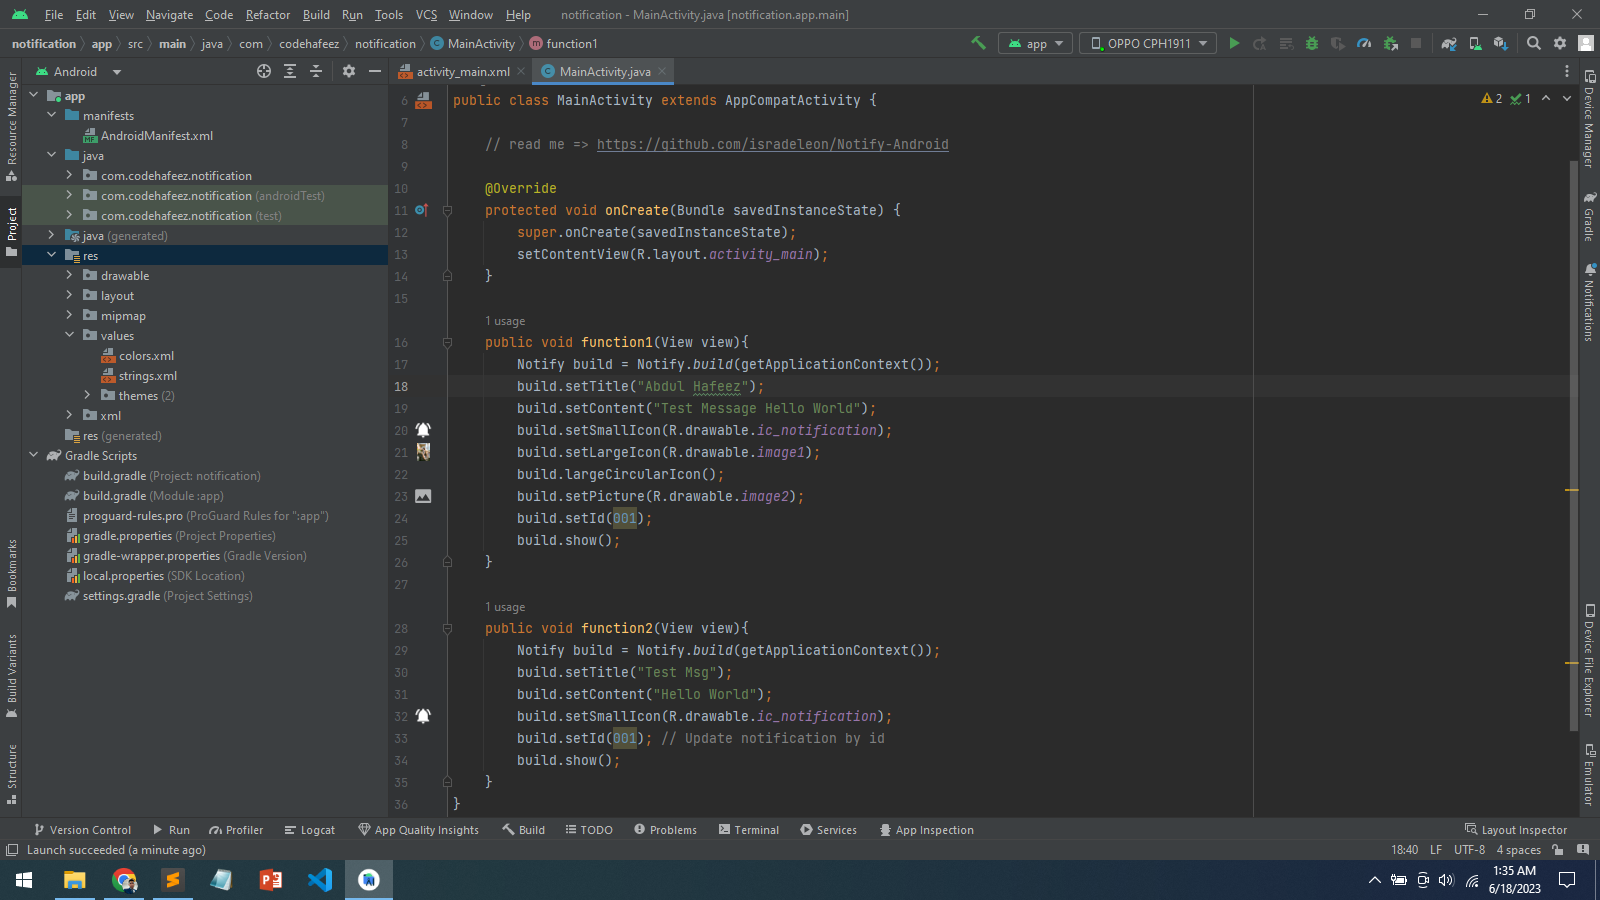 File Edit View Navigate Code Refactor Build Run Tools VCS Window Help notification - MainActivity.java [notification.app.main]
notification app src main java com codehafeez notification MainActivity function1 app OPPO CPH1911
Android activity_main.xml MainActivity.java
app
manifests
AndroidManifest.xml
java
com.codehafeez.notification
com.codehafeez.notification (androidTest)
com.codehafeez.notification (test)
java (generated)
res
drawable
layout
mipmap
values
colors.xml
strings.xml
themes (2)
xml
res (generated)
Gradle Scripts
build.gradle (Project: notification)
build.gradle (Module :app)
proguard-rules.pro (ProGuard Rules for ":app")
gradle.properties (Project Properties)
gradle-wrapper.properties (Gradle Version)
local.properties (SDK Location)
settings.gradle (Project Settings)
Resource Manager
Project
Bookmarks
Build Variants
Structure
2 1
6 public class MainActivity extends AppCompatActivity {
7
8 // read me => https://github.com/isradeleon/Notify-Android
9
10 @Override
11 protected void onCreate(Bundle savedInstanceState) {
12 super.onCreate(savedInstanceState);
13 setContentView(R.layout.activity_main);
14 }
15
1 usage
16 public void function1(View view){
17 Notify build = Notify.build(getApplicationContext());
18 build.setTitle("Abdul Hafeez");
19 build.setContent("Test Message Hello World");
20 build.setSmallIcon(R.drawable.ic_notification);
21 build.setLargeIcon(R.drawable.image1);
22 build.largeCircularIcon();
23 build.setPicture(R.drawable.image2);
24 build.setId(001);
25 build.show();
26 }
27
1 usage
28 public void function2(View view){
29 Notify build = Notify.build(getApplicationContext());
30 build.setTitle("Test Msg");
31 build.setContent("Hello World");
32 build.setSmallIcon(R.drawable.ic_notification);
33 build.setId(001); // Update notification by id
34 build.show();
35 }
36 }
Device Manager
Gradle
Notifications
Device File Explorer
Emulator
Version Control Run Profiler Logcat App Quality Insights Build TODO Problems Terminal Services App Inspection Layout Inspector
Launch succeeded (a minute ago) 18:40 LF UTF-8 4 spaces
1:35 AM
6/18/2023